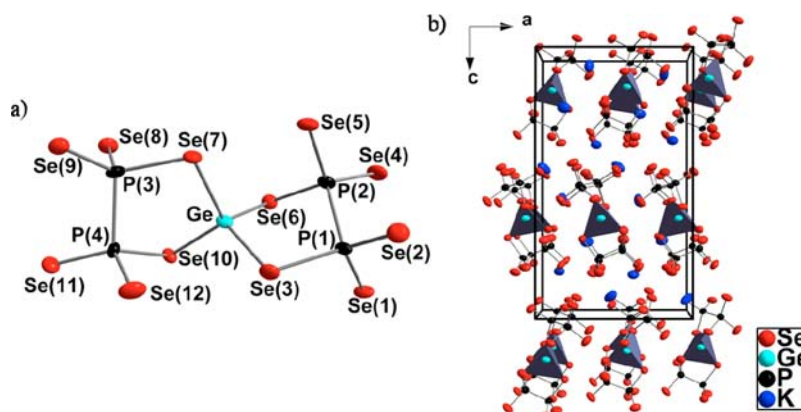 a)
Se(8)
Se(7)
Se(9)
P(3)
P(4)
Se(11)
Se(12)
Se(10)
Ge
Se(5)
Se(4)
P(2)
Se(6)
P(1)
Se(2)
Se(3)
Se(1)
b)
a
c
Se
Ge
P
K